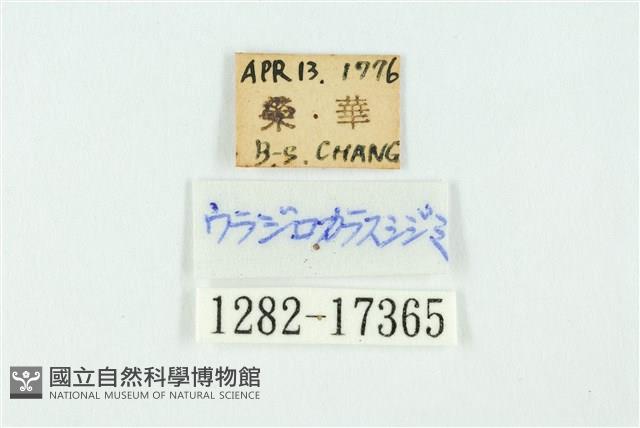 APR 13. 1976
榮・華
B-S. CHANG
ウラジロカラスシジミ
1282-17365
國立自然科學博物館
NATIONAL MUSEUM OF NATURAL SCIENCE